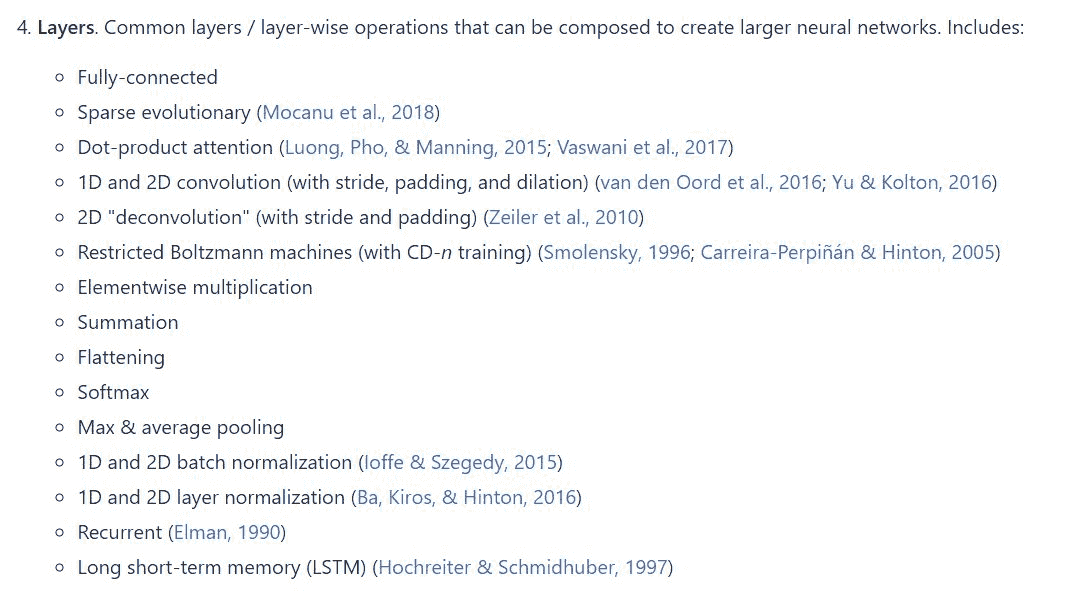 4. Layers. Common layers / layer-wise operations that can be composed to create larger neural networks. Includes:
Fully-connected
Sparse evolutionary (Mocanu et al., 2018)
Dot-product attention (Luong, Pho, & Manning, 2015; Vaswani et al., 2017)
1D and 2D convolution (with stride, padding, and dilation) (van den Oord et al., 2016; Yu & Kolton, 2016)
2D "deconvolution" (with stride and padding) (Zeiler et al., 2010)
Restricted Boltzmann machines (with CD-n training) (Smolensky, 1996; Carreira-Perpiñán & Hinton, 2005)
Elementwise multiplication
Summation
Flattening
Softmax
Max & average pooling
1D and 2D batch normalization (Ioffe & Szegedy, 2015)
1D and 2D layer normalization (Ba, Kiros, & Hinton, 2016)
Recurrent (Elman, 1990)
Long short-term memory (LSTM) (Hochreiter & Schmidhuber, 1997)